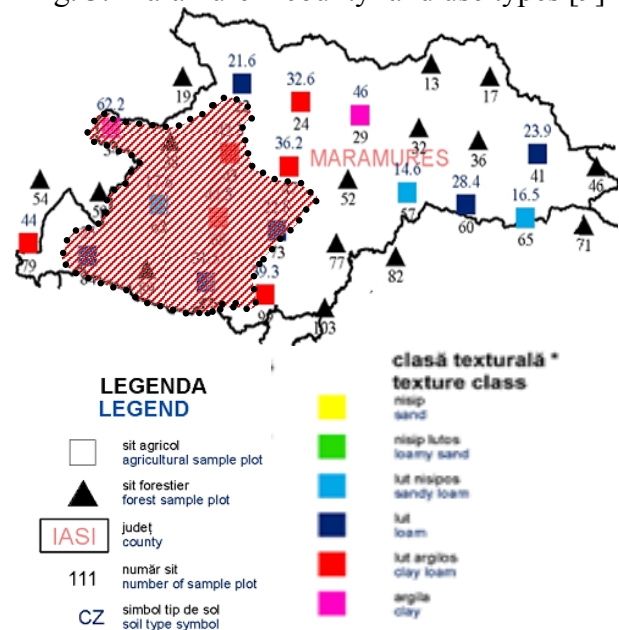 21.6
13
19
17
32.6
46
62.2
24
29
32
23.9
36.2
36
MARAMURES
41
46
54
52
14.6
28.4
16.5
57
60
65
44
71
73
77
79
82
103
clasă texturală *
texture class
LEGENDA
LEGEND
nisip
sand
sit agricol
agricultural sample plot
nisip lutos
loamy sand
sit forestier
forest sample plot
lut nisipos
sandy loam
IASI
județ
county
lut
loam
111
număr sit
number of sample plot
lut argilos
clay loam
CZ
simbol tip de sol
soil type symbol
argila
clay